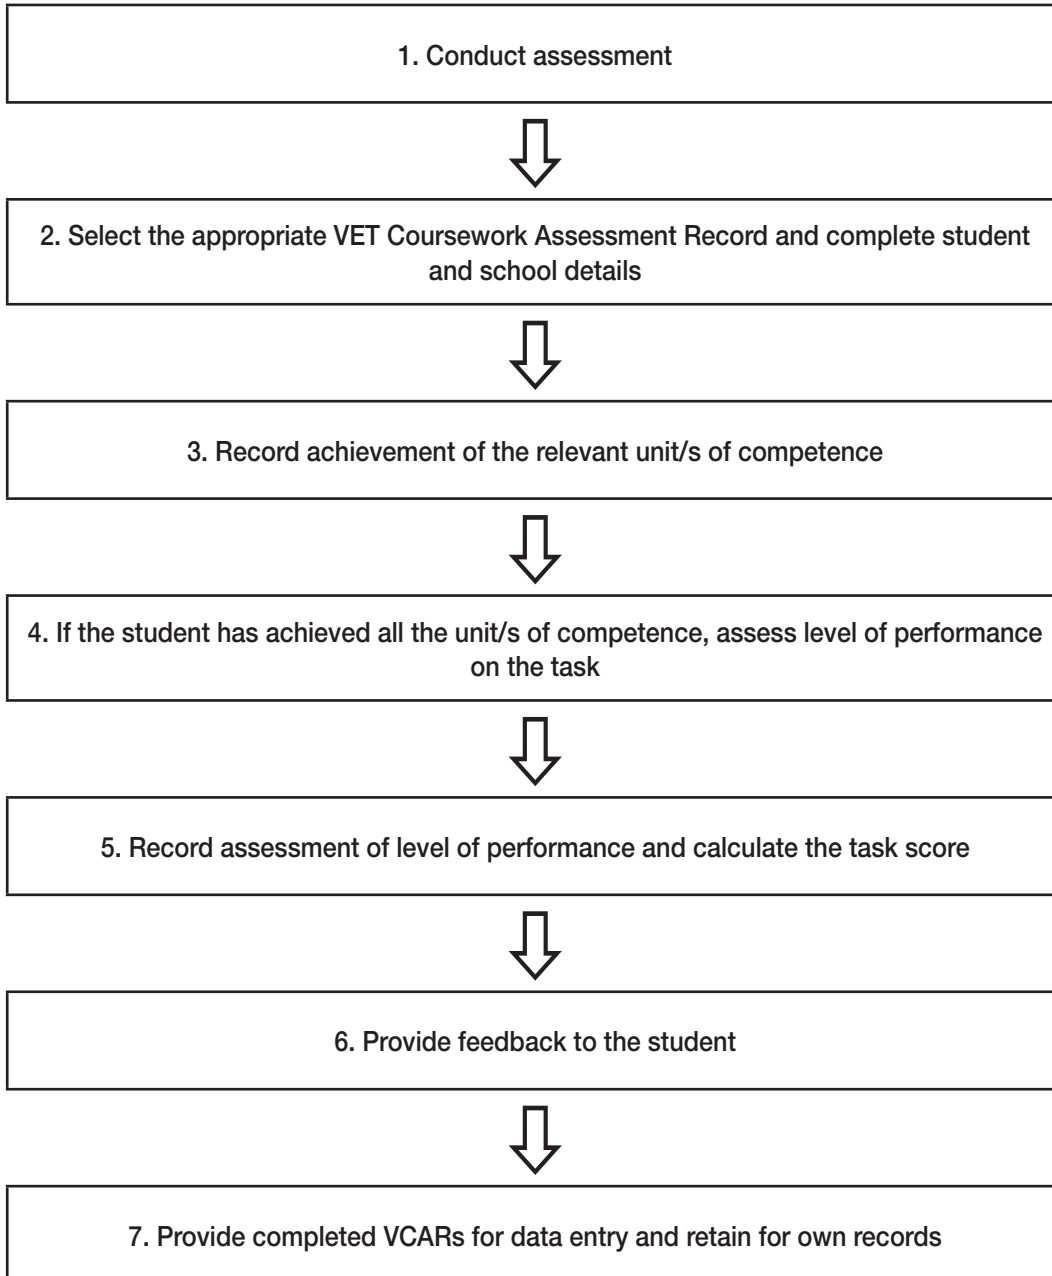 1. Conduct assessment
2. Select the appropriate VET Coursework Assessment Record and complete student
and school details
3. Record achievement of the relevant unit/s of competence
4. If the student has achieved all the unit/s of competence, assess level of performance
on the task
5. Record assessment of level of performance and calculate the task score
6. Provide feedback to the student
7. Provide completed VCARs for data entry and retain for own records